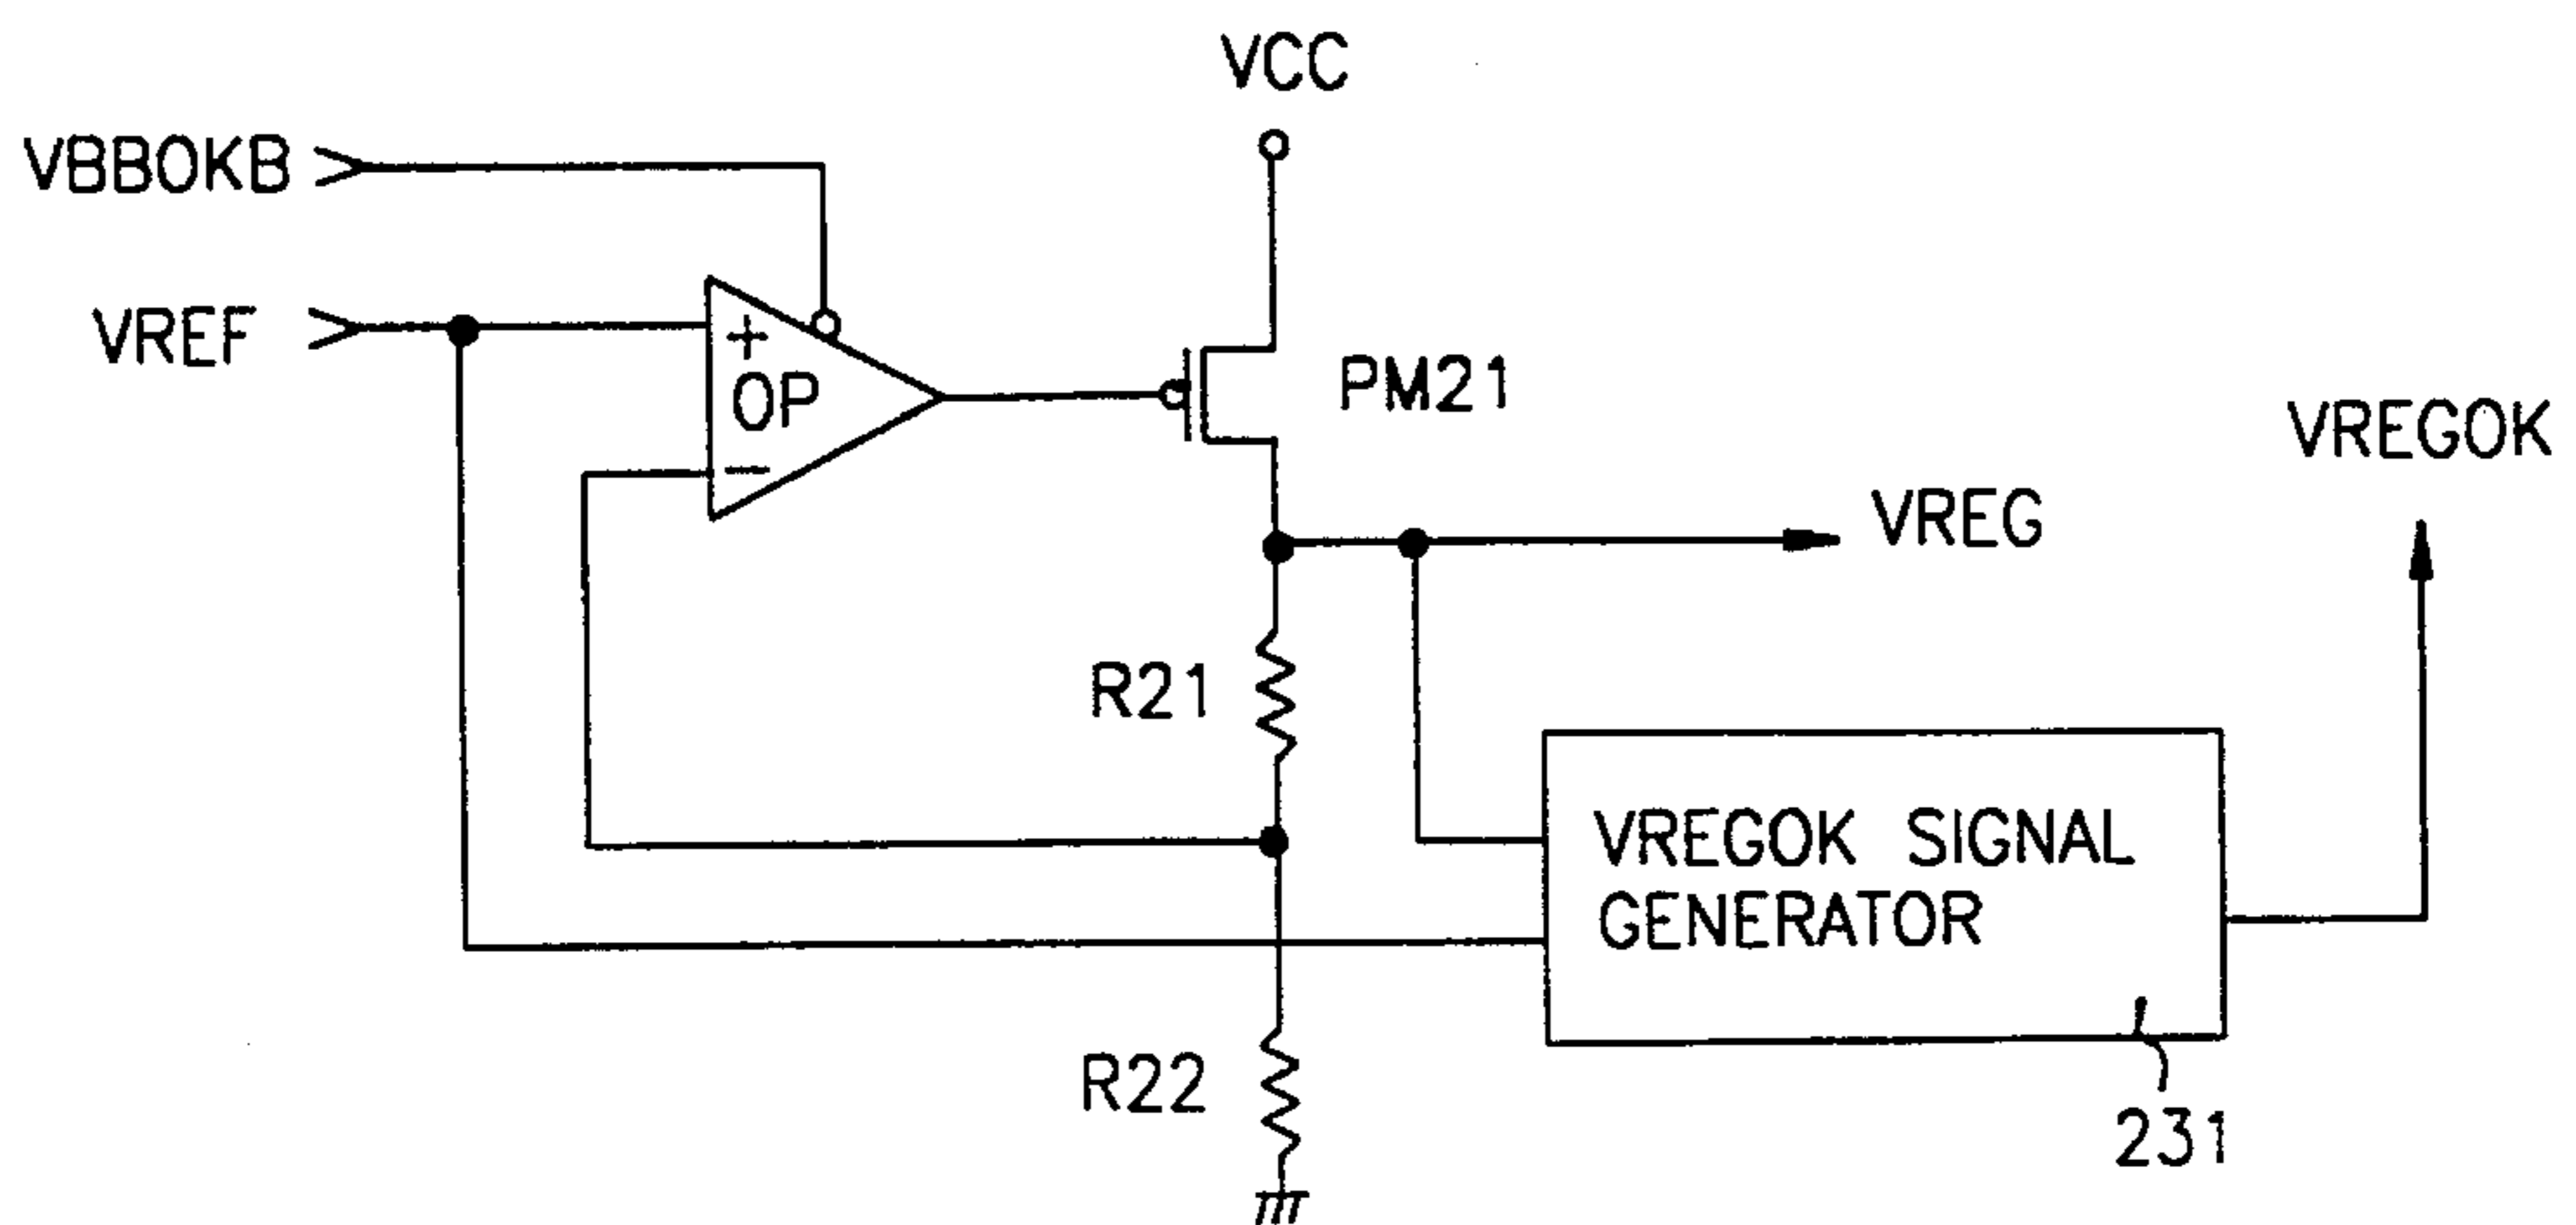 VCC
VBBOKB
VREF
+
OP
−
PM21
VREGOK
VREG
R21
VREGOK SIGNAL
GENERATOR
R22
231